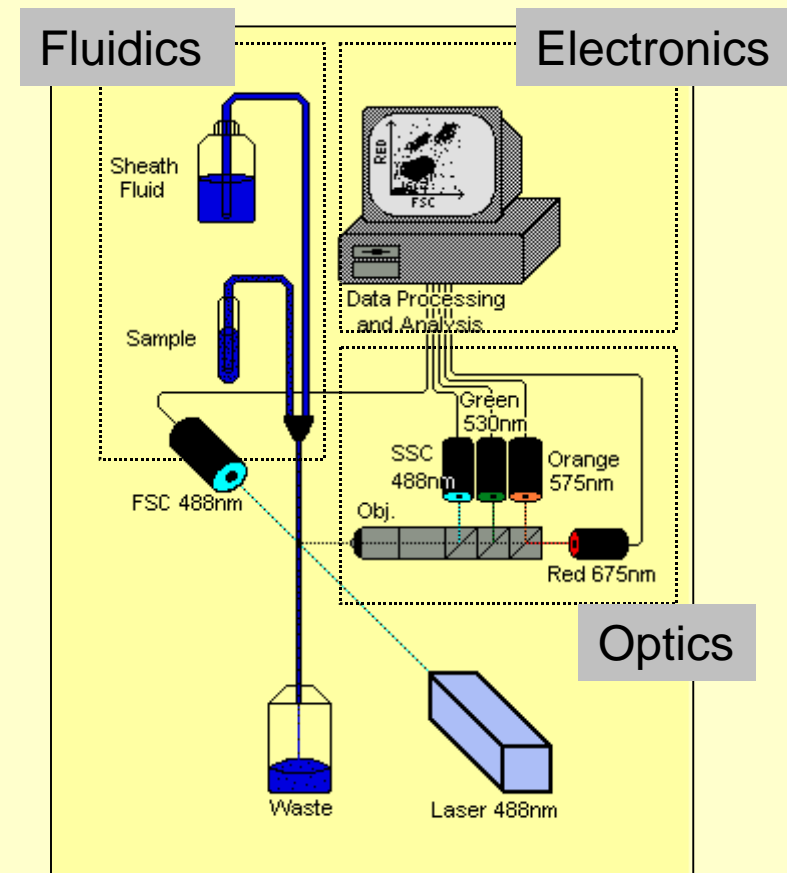 Fluidics
Electronics
Sheath
Fluid
RED
FSC
Data Processing
and Analysis
Sample
Green
530nm
SSC
488nm
Orange
575nm
FSC 488nm
Obj.
Red 675nm
Optics
Waste
Laser 488nm